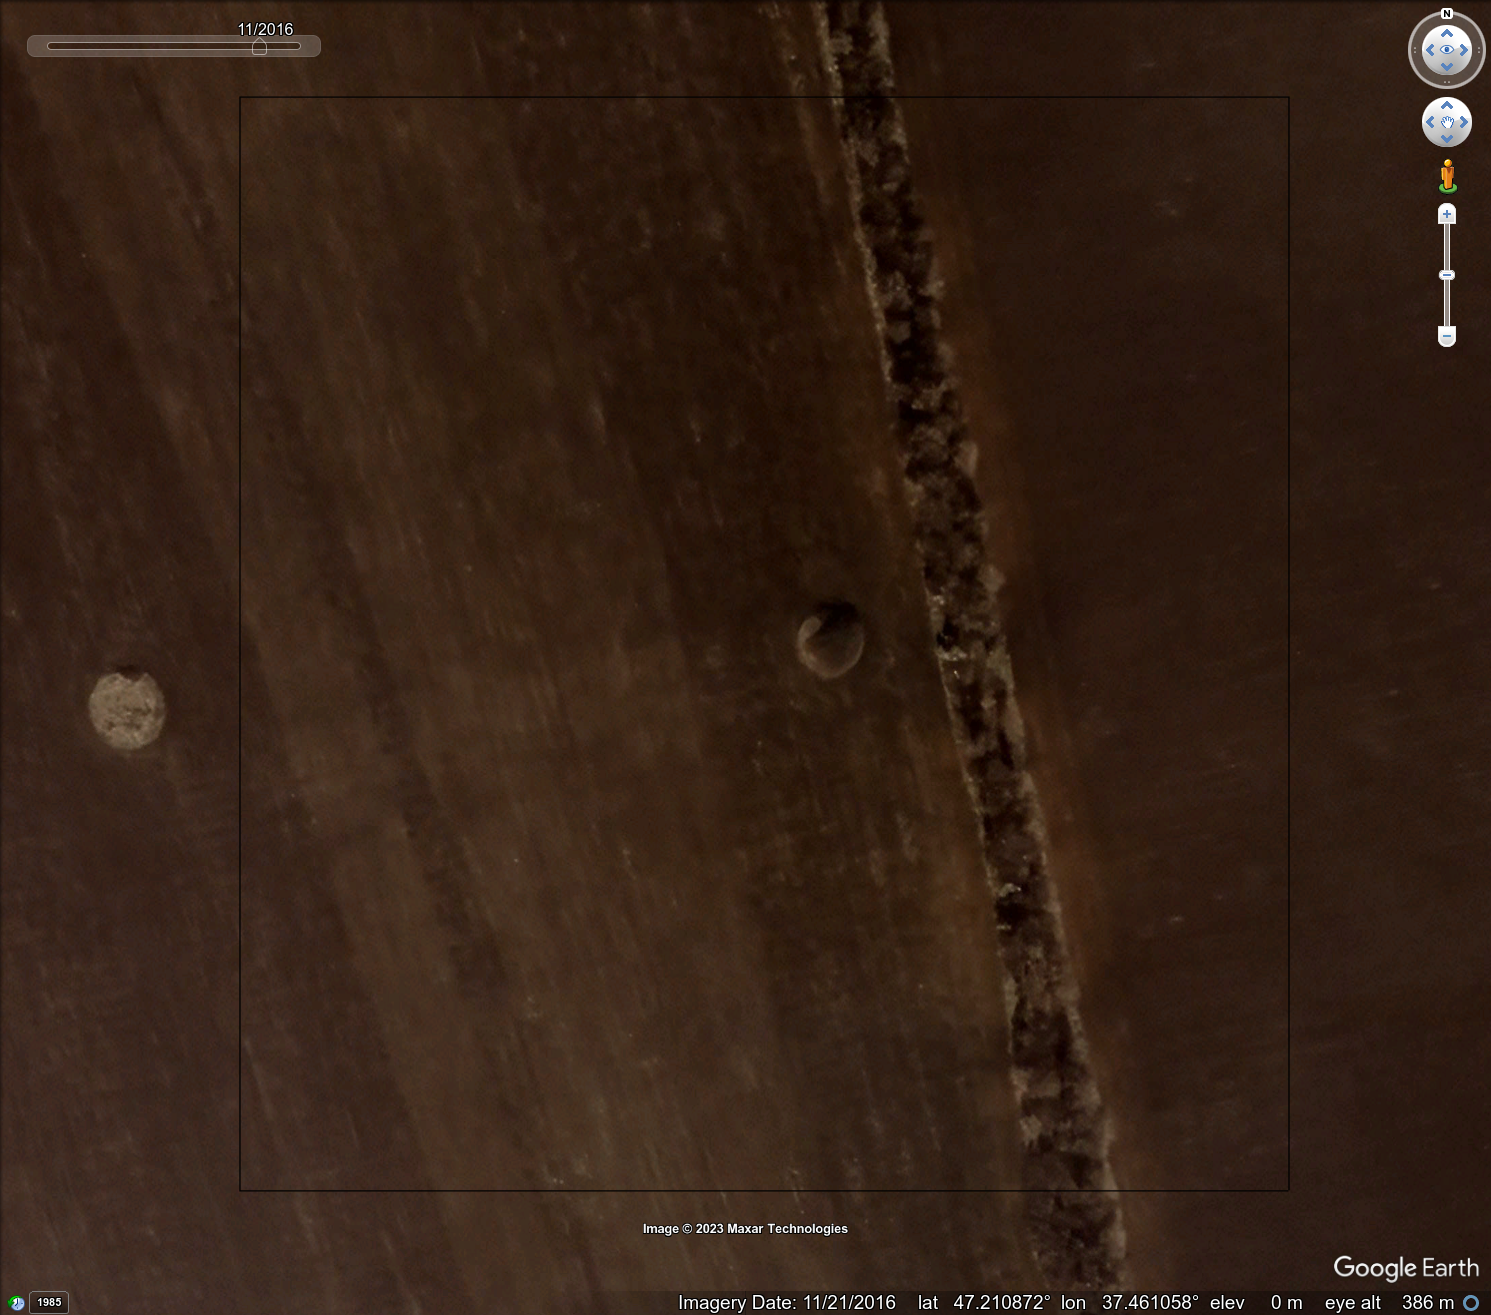 11/2016
N
Image © 2023 Maxar Technologies
Google Earth
1985
Imagery Date: 11/21/2016 lat 47.210872° lon 37.461058° elev 0 m eye alt 386 m